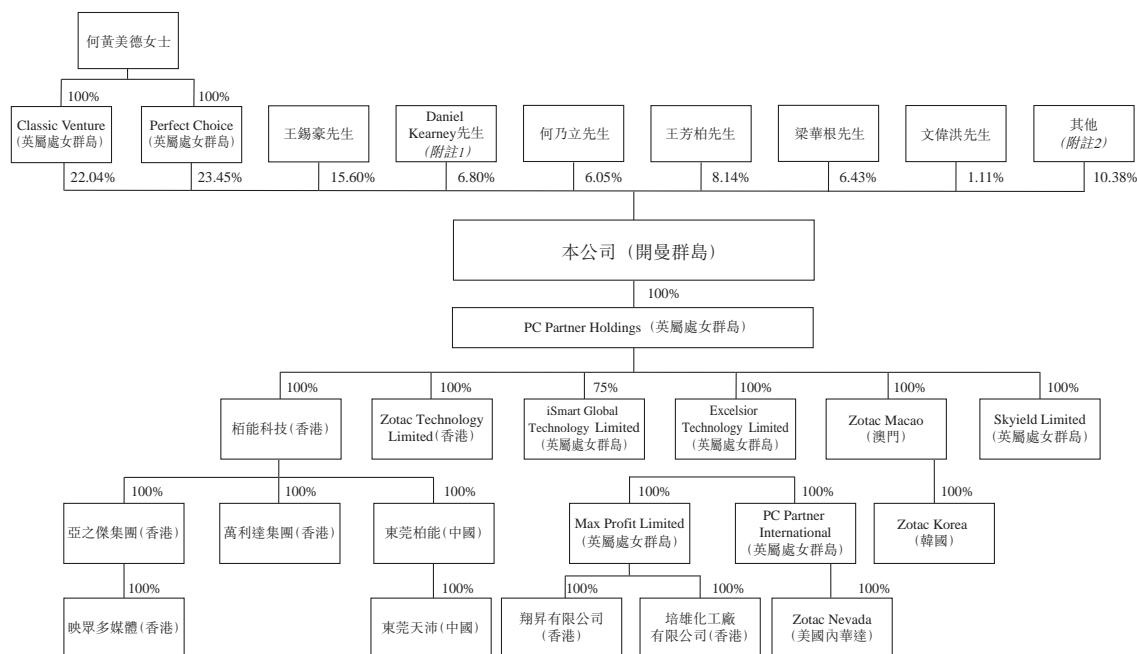 何黃美德女士
100%
100%
Classic Venture
(英屬處女群島)
Perfect Choice
(英屬處女群島)
王錫豪先生
Daniel
Kearney先生
(附註1)
何乃立先生
王芳柏先生
梁華根先生
文偉洪先生
其他
(附註2)
22.04%
23.45%
15.60%
6.80%
6.05%
8.14%
6.43%
1.11%
10.38%
本公司（開曼群島）
100%
PC Partner Holdings（英屬處女群島）
100%
100%
75%
100%
100%
100%
栢能科技(香港)
Zotac Technology
Limited(香港)
iSmart Global
Technology Limited
(英屬處女群島)
Excelsior
Technology Limited
(英屬處女群島)
Zotac Macao
(澳門)
Skyield Limited
(英屬處女群島)
100%
100%
100%
100%
100%
100%
亞之傑集團(香港)
萬利達集團(香港)
東莞栢能(中國)
Max Profit Limited
(英屬處女群島)
PC Partner
International
(英屬處女群島)
Zotac Korea
(韓國)
100%
100%
100%
100%
100%
映眾多媒體(香港)
東莞天沛(中國)
翔昇有限公司
(香港)
培雄化工廠
有限公司(香港)
Zotac Nevada
(美國內華達)